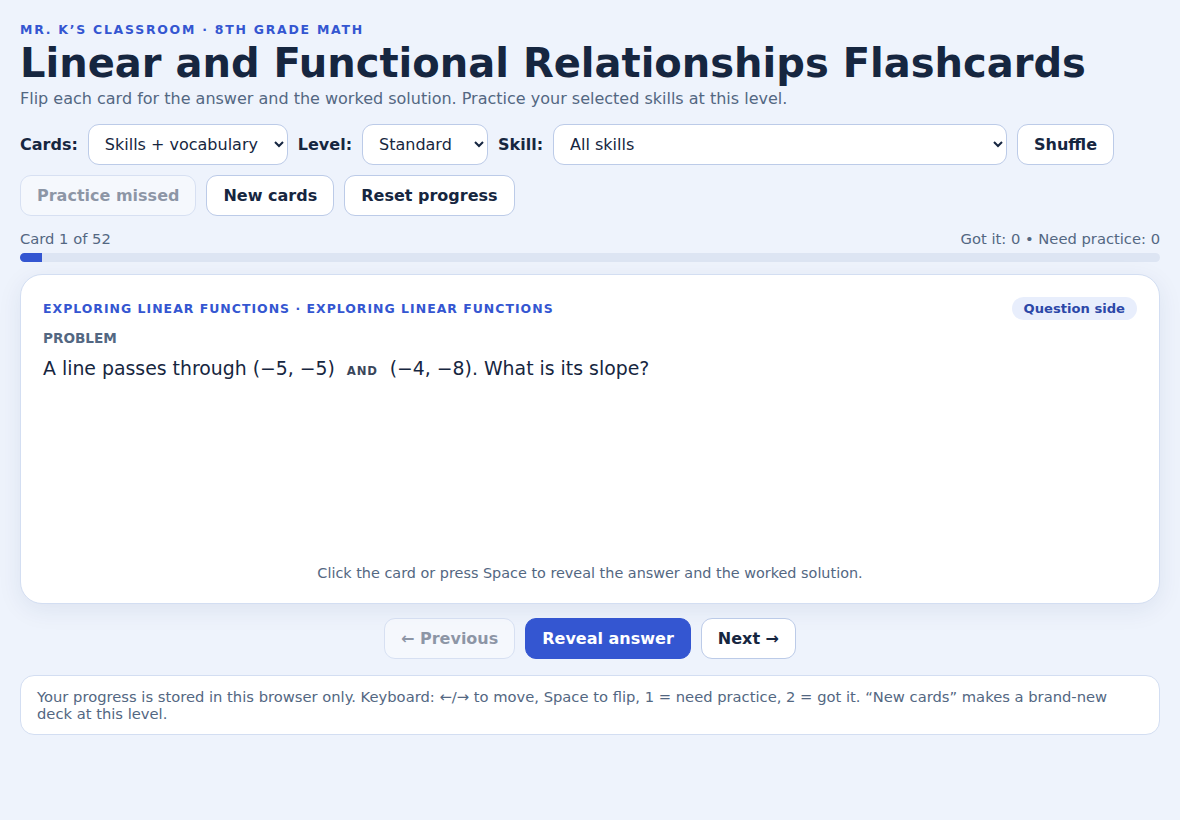 MR. K’S CLASSROOM · 8TH GRADE MATH
Linear and Functional Relationships Flashcards
Flip each card for the answer and the worked solution. Practice your selected skills at this level.
Cards: Skills + vocabulary Level: Standard Skill: All skills Shuffle
Practice missed New cards Reset progress
Card 1 of 52 Got it: 0 • Need practice: 0
EXPLORING LINEAR FUNCTIONS · EXPLORING LINEAR FUNCTIONS Question side
PROBLEM
A line passes through (−5, −5) AND (−4, −8). What is its slope?
Click the card or press Space to reveal the answer and the worked solution.
← Previous Reveal answer Next →
Your progress is stored in this browser only. Keyboard: ←/→ to move, Space to flip, 1 = need practice, 2 = got it. “New cards” makes a brand-new
deck at this level.